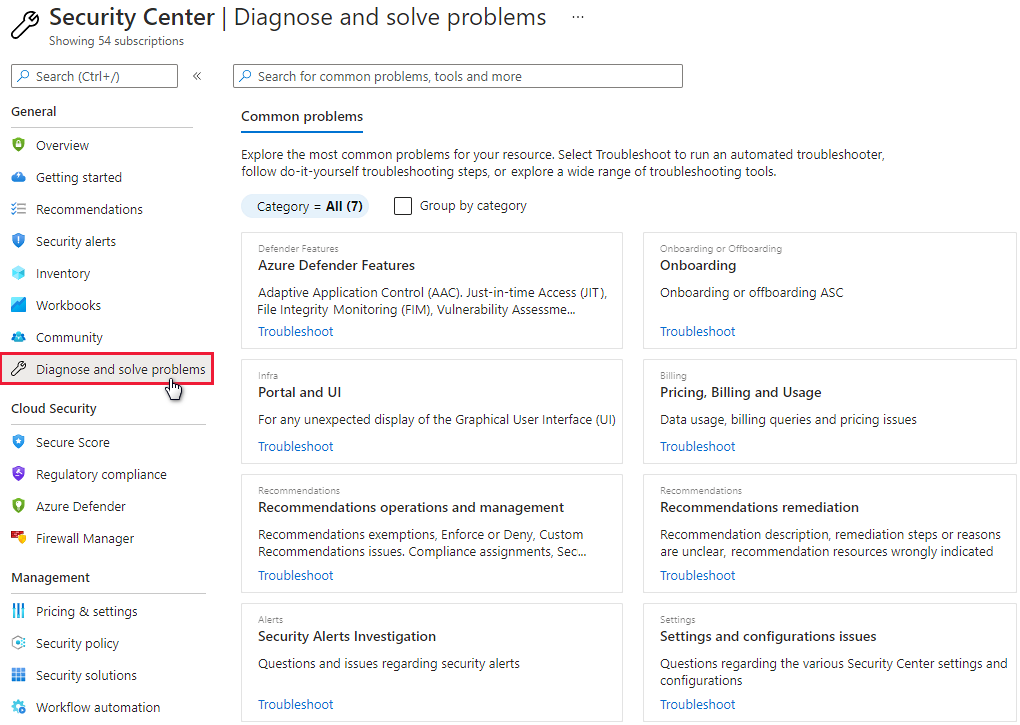 Security Center | Diagnose and solve problems ...
Showing 54 subscriptions
Search (Ctrl+/)
«
General
Overview
Getting started
Recommendations
Security alerts
Inventory
Workbooks
Community
Diagnose and solve problems
Cloud Security
Secure Score
Regulatory compliance
Azure Defender
Firewall Manager
Management
Pricing & settings
Security policy
Security solutions
Workflow automation
Search for common problems, tools and more
Common problems
Explore the most common problems for your resource. Select Troubleshoot to run an automated troubleshooter,
follow do-it-yourself troubleshooting steps, or explore a wide range of troubleshooting tools.
Category = All (7)
Group by category
Defender Features
Azure Defender Features
Adaptive Application Control (AAC). Just-in-time Access (JIT),
File Integrity Monitoring (FIM), Vulnerability Assessme...
Troubleshoot
Onboarding or Offboarding
Onboarding
Onboarding or offboarding ASC
Troubleshoot
Infra
Portal and UI
For any unexpected display of the Graphical User Interface (UI)
Troubleshoot
Billing
Pricing, Billing and Usage
Data usage, billing queries and pricing issues
Troubleshoot
Recommendations
Recommendations operations and management
Recommendations exemptions, Enforce or Deny, Custom
Recommendations issues. Compliance assignments, Sec...
Troubleshoot
Recommendations
Recommendations remediation
Recommendation description, remediation steps or reasons
are unclear, recommendation resources wrongly indicated
Troubleshoot
Alerts
Security Alerts Investigation
Questions and issues regarding security alerts
Troubleshoot
Settings
Settings and configurations issues
Questions regarding the various Security Center settings and
configurations
Troubleshoot